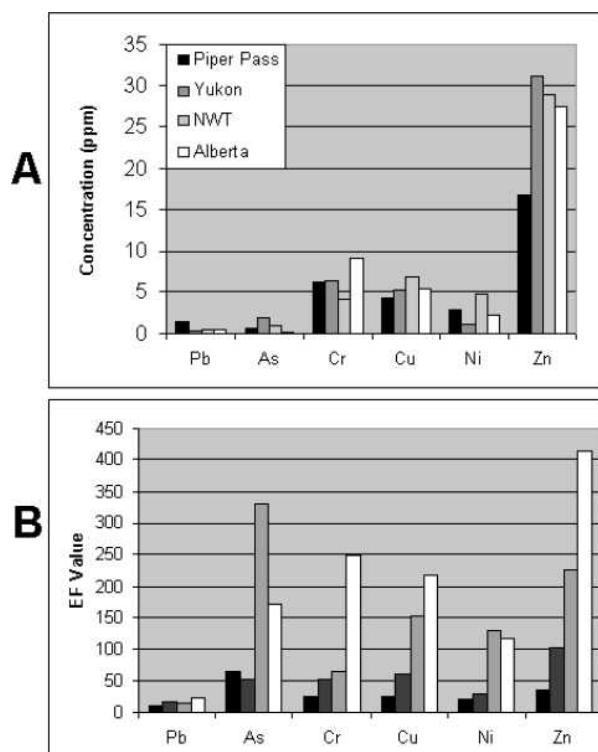 A
Concentration (ppm)
35
30
25
20
15
10
5
0
Piper Pass
Yukon
NWT
Alberta
Pb As Cr Cu Ni Zn
B
EF Value
450
400
350
300
250
200
150
100
50
0
Pb As Cr Cu Ni Zn